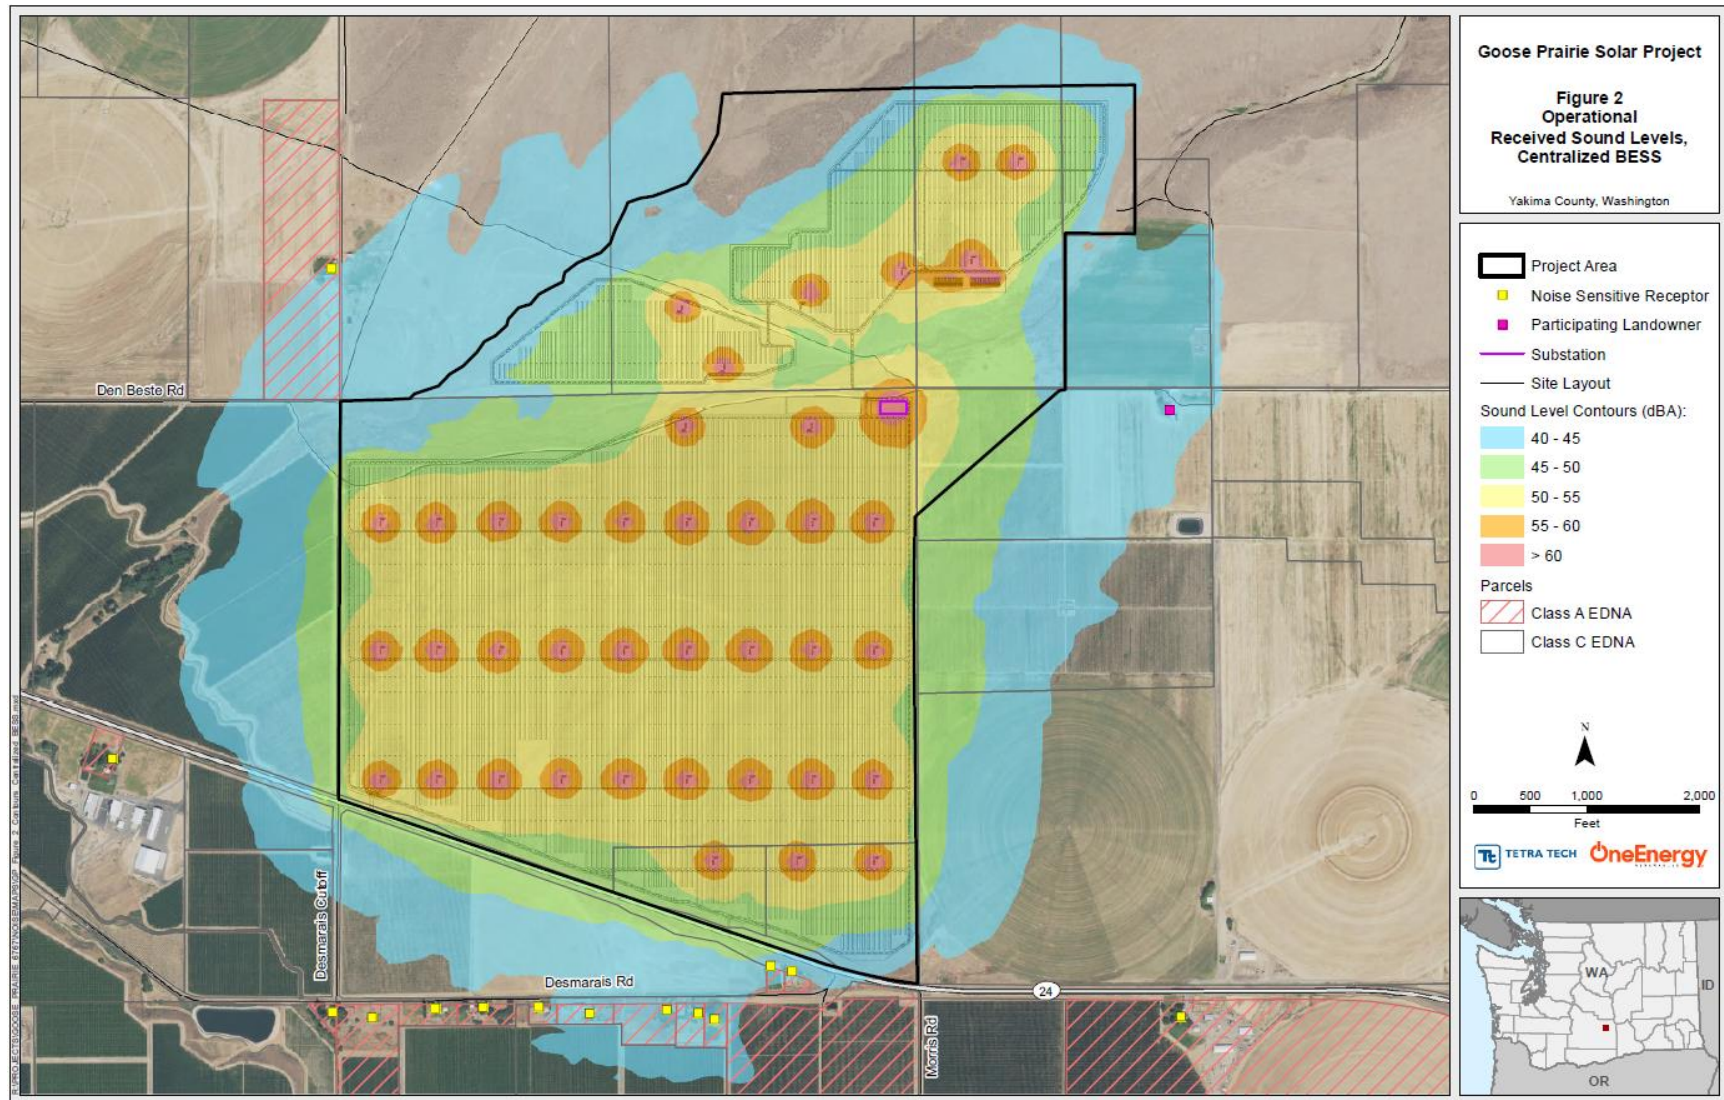 Goose Prairie Solar Project
Figure 2
Operational
Received Sound Levels,
Centralized BESS
Yakima County, Washington
Project Area
Noise Sensitive Receptor
Participating Landowner
Substation
Site Layout
Sound Level Contours (dBA):
40 - 45
45 - 50
50 - 55
55 - 60
> 60
Parcels
Class A EDNA
Class C EDNA
N
0 500 1,000 2,000
Feet
TETRA TECH
OneEnergy
WA
ID
OR
Den Beste Rd
Desmarais Cutoff
Desmarais Rd
24
Morris Rd